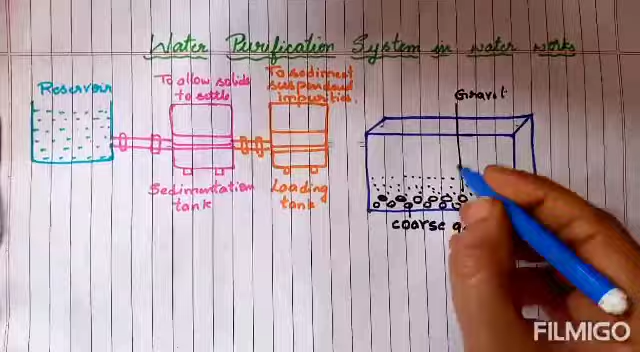 Water Purification System in water works
Reservoir
To allow solids
to settle
To sediment
suspended
impurities.
Gravel
Sedimentation
tank
Loading
tank
coarse
FILMIGO